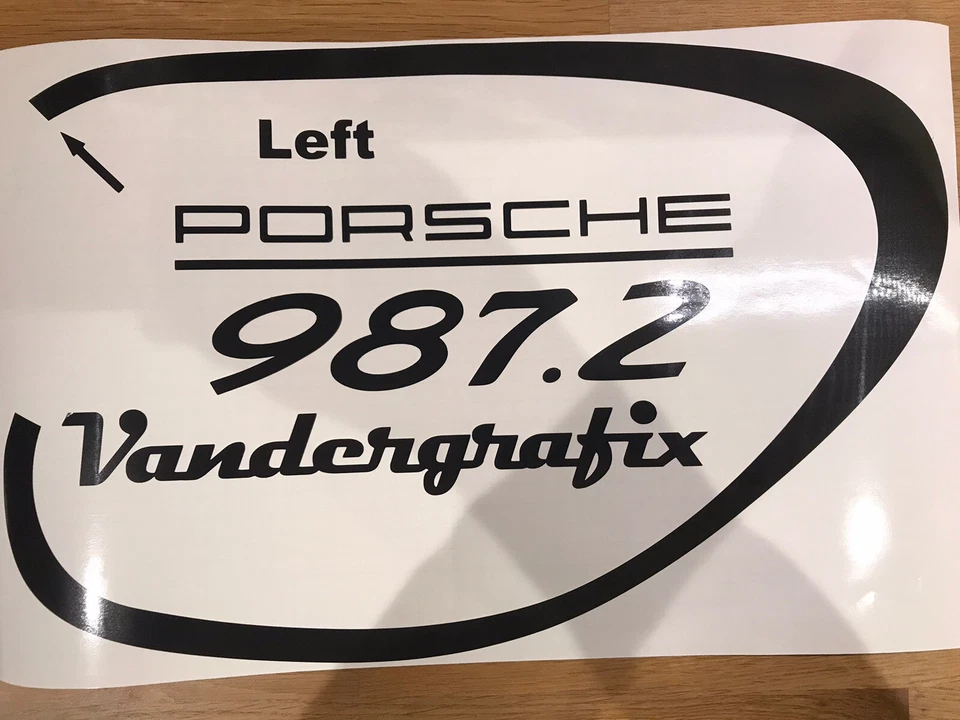 Left
PORSCHE
987.2
Vandergrafix